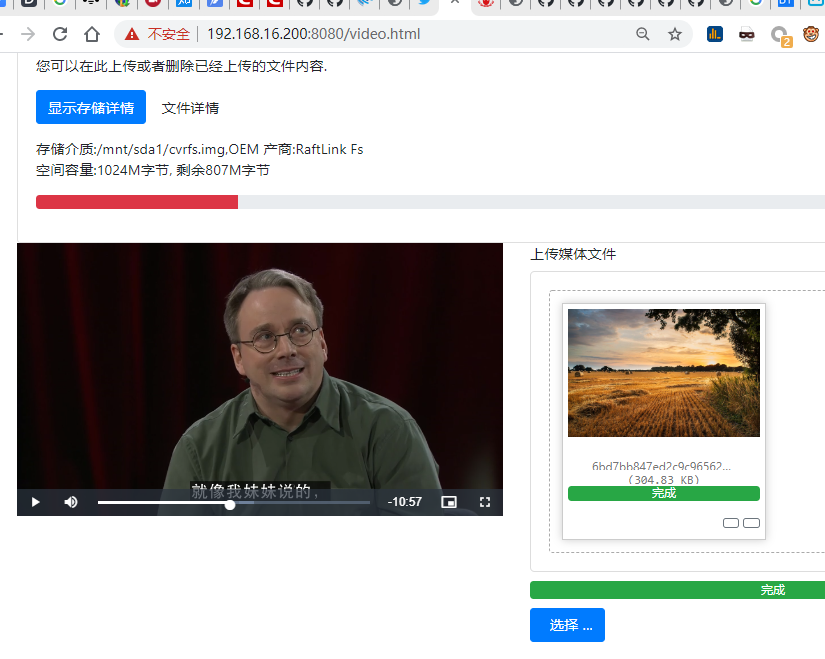 不安全 192.168.16.200:8080/video.html
2
您可以在此上传或者删除已经上传的文件内容.
显示存储详情 文件详情
存储介质:/mnt/sda1/cvrfs.img,OEM 产商:RaftLink Fs
空间容量:1024M字节, 剩余807M字节
上传媒体文件
6bd7bb847ed2c9c96562...
(304.83 KB)
完成
就像我妹妹说的，
-10:57
完成
选择 ...